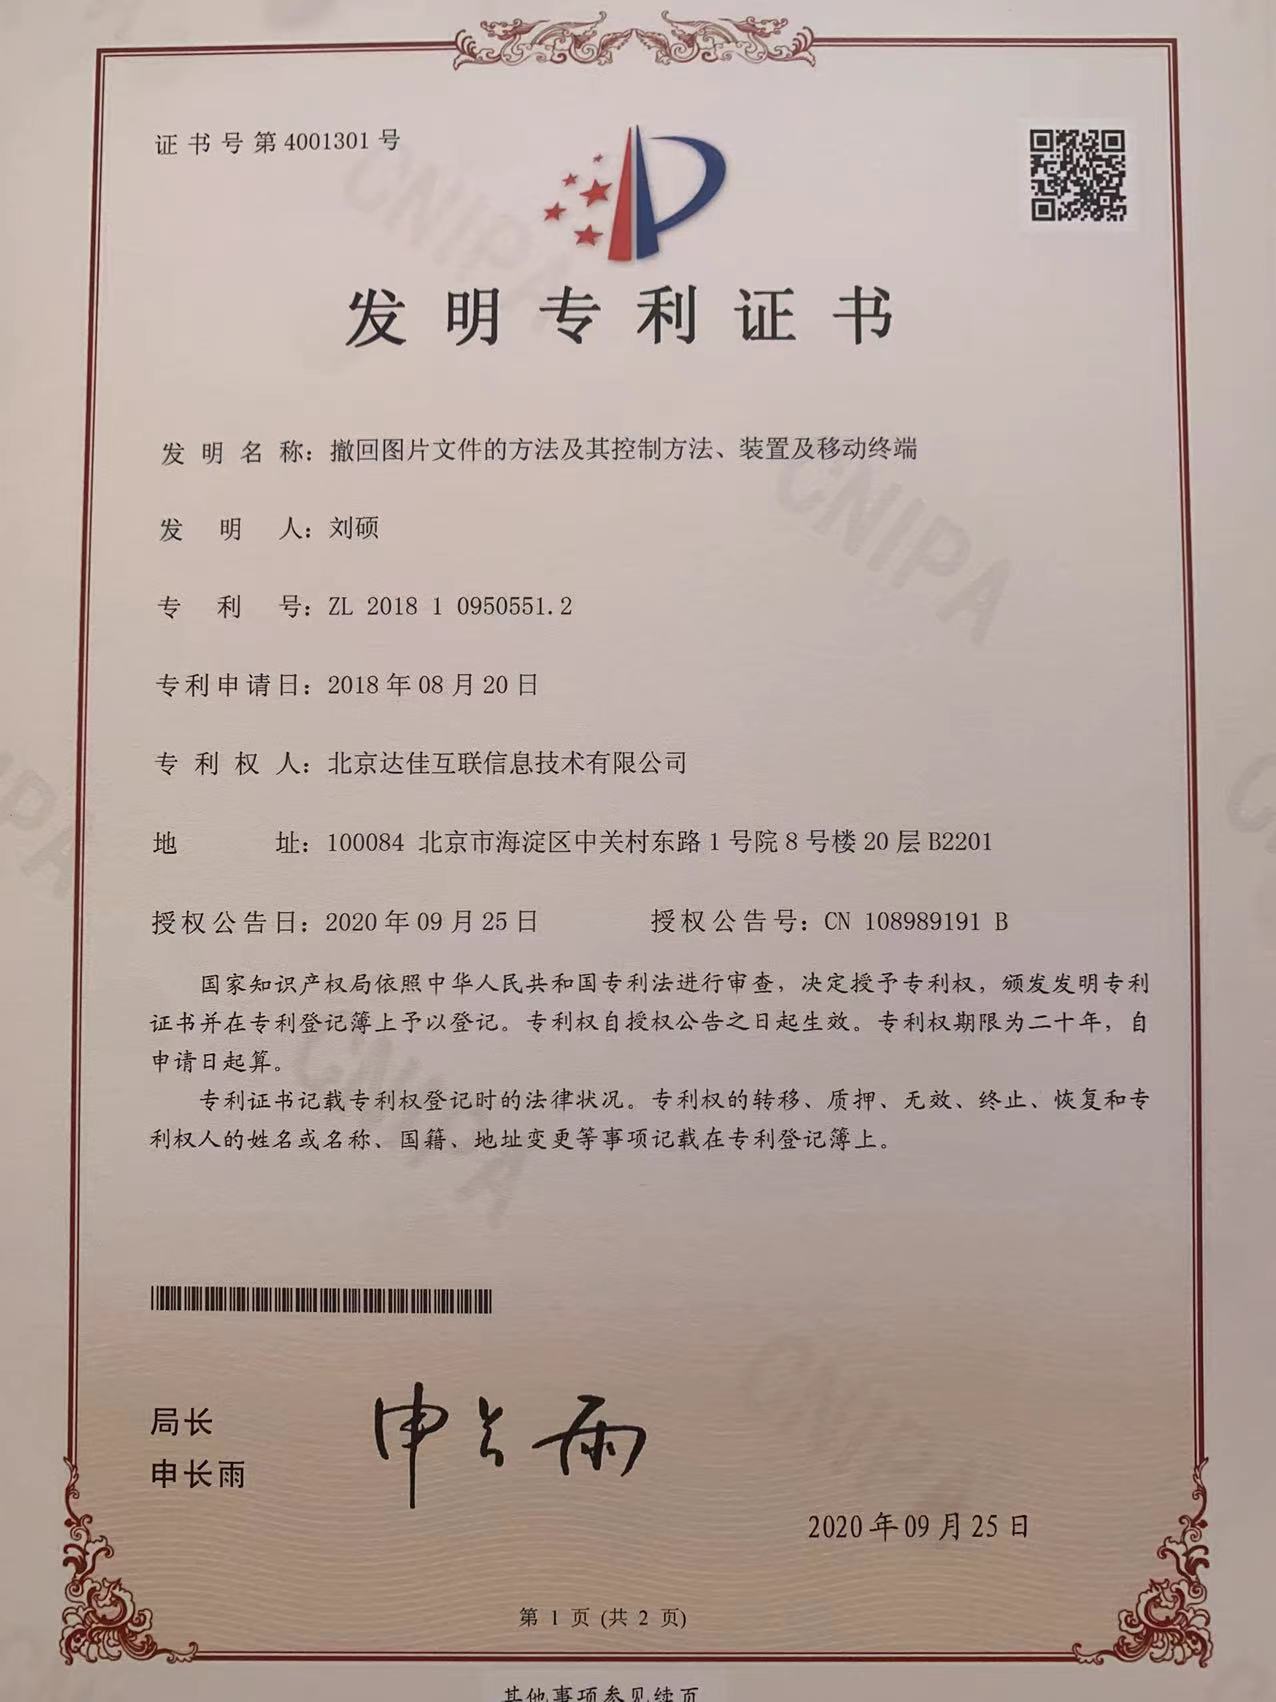 证书号第4001301号
发明专利证书
发明名称：撤回图片文件的方法及其控制方法、装置及移动终端
发明人：刘硕
专利号：ZL 2018 1 0950551.2
专利申请日：2018年08月20日
专利权人：北京达佳互联信息技术有限公司
地址：100084 北京市海淀区中关村东路1号院8号楼20层B2201
授权公告日：2020年09月25日 授权公告号：CN 108989191 B
国家知识产权局依照中华人民共和国专利法进行审查，决定授予专利权，颁发发明专利
证书并在专利登记簿上予以登记。专利权自授权公告之日起生效。专利权期限为二十年，自
申请日起算。
专利证书记载专利权登记时的法律状况。专利权的转移、质押、无效、终止、恢复和专
利权人的姓名或名称、国籍、地址变更等事项记载在专利登记簿上。
局长
申长雨
申长雨
2020年09月25日
第 1 页 (共 2 页)
其他事项参见续页
CNIPA
CNIPA
CNIPA
CNIPA